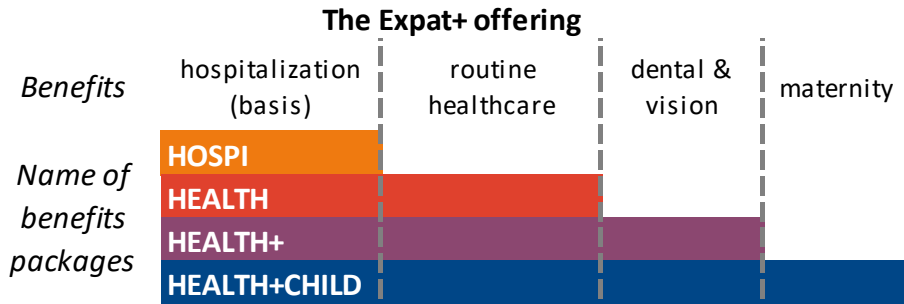 The Expat+ offering
Benefits
hospitalization
(basis)
routine
healthcare
dental &
vision
maternity
Name of
benefits
packages
HOSPI
HEALTH
HEALTH+
HEALTH+CHILD